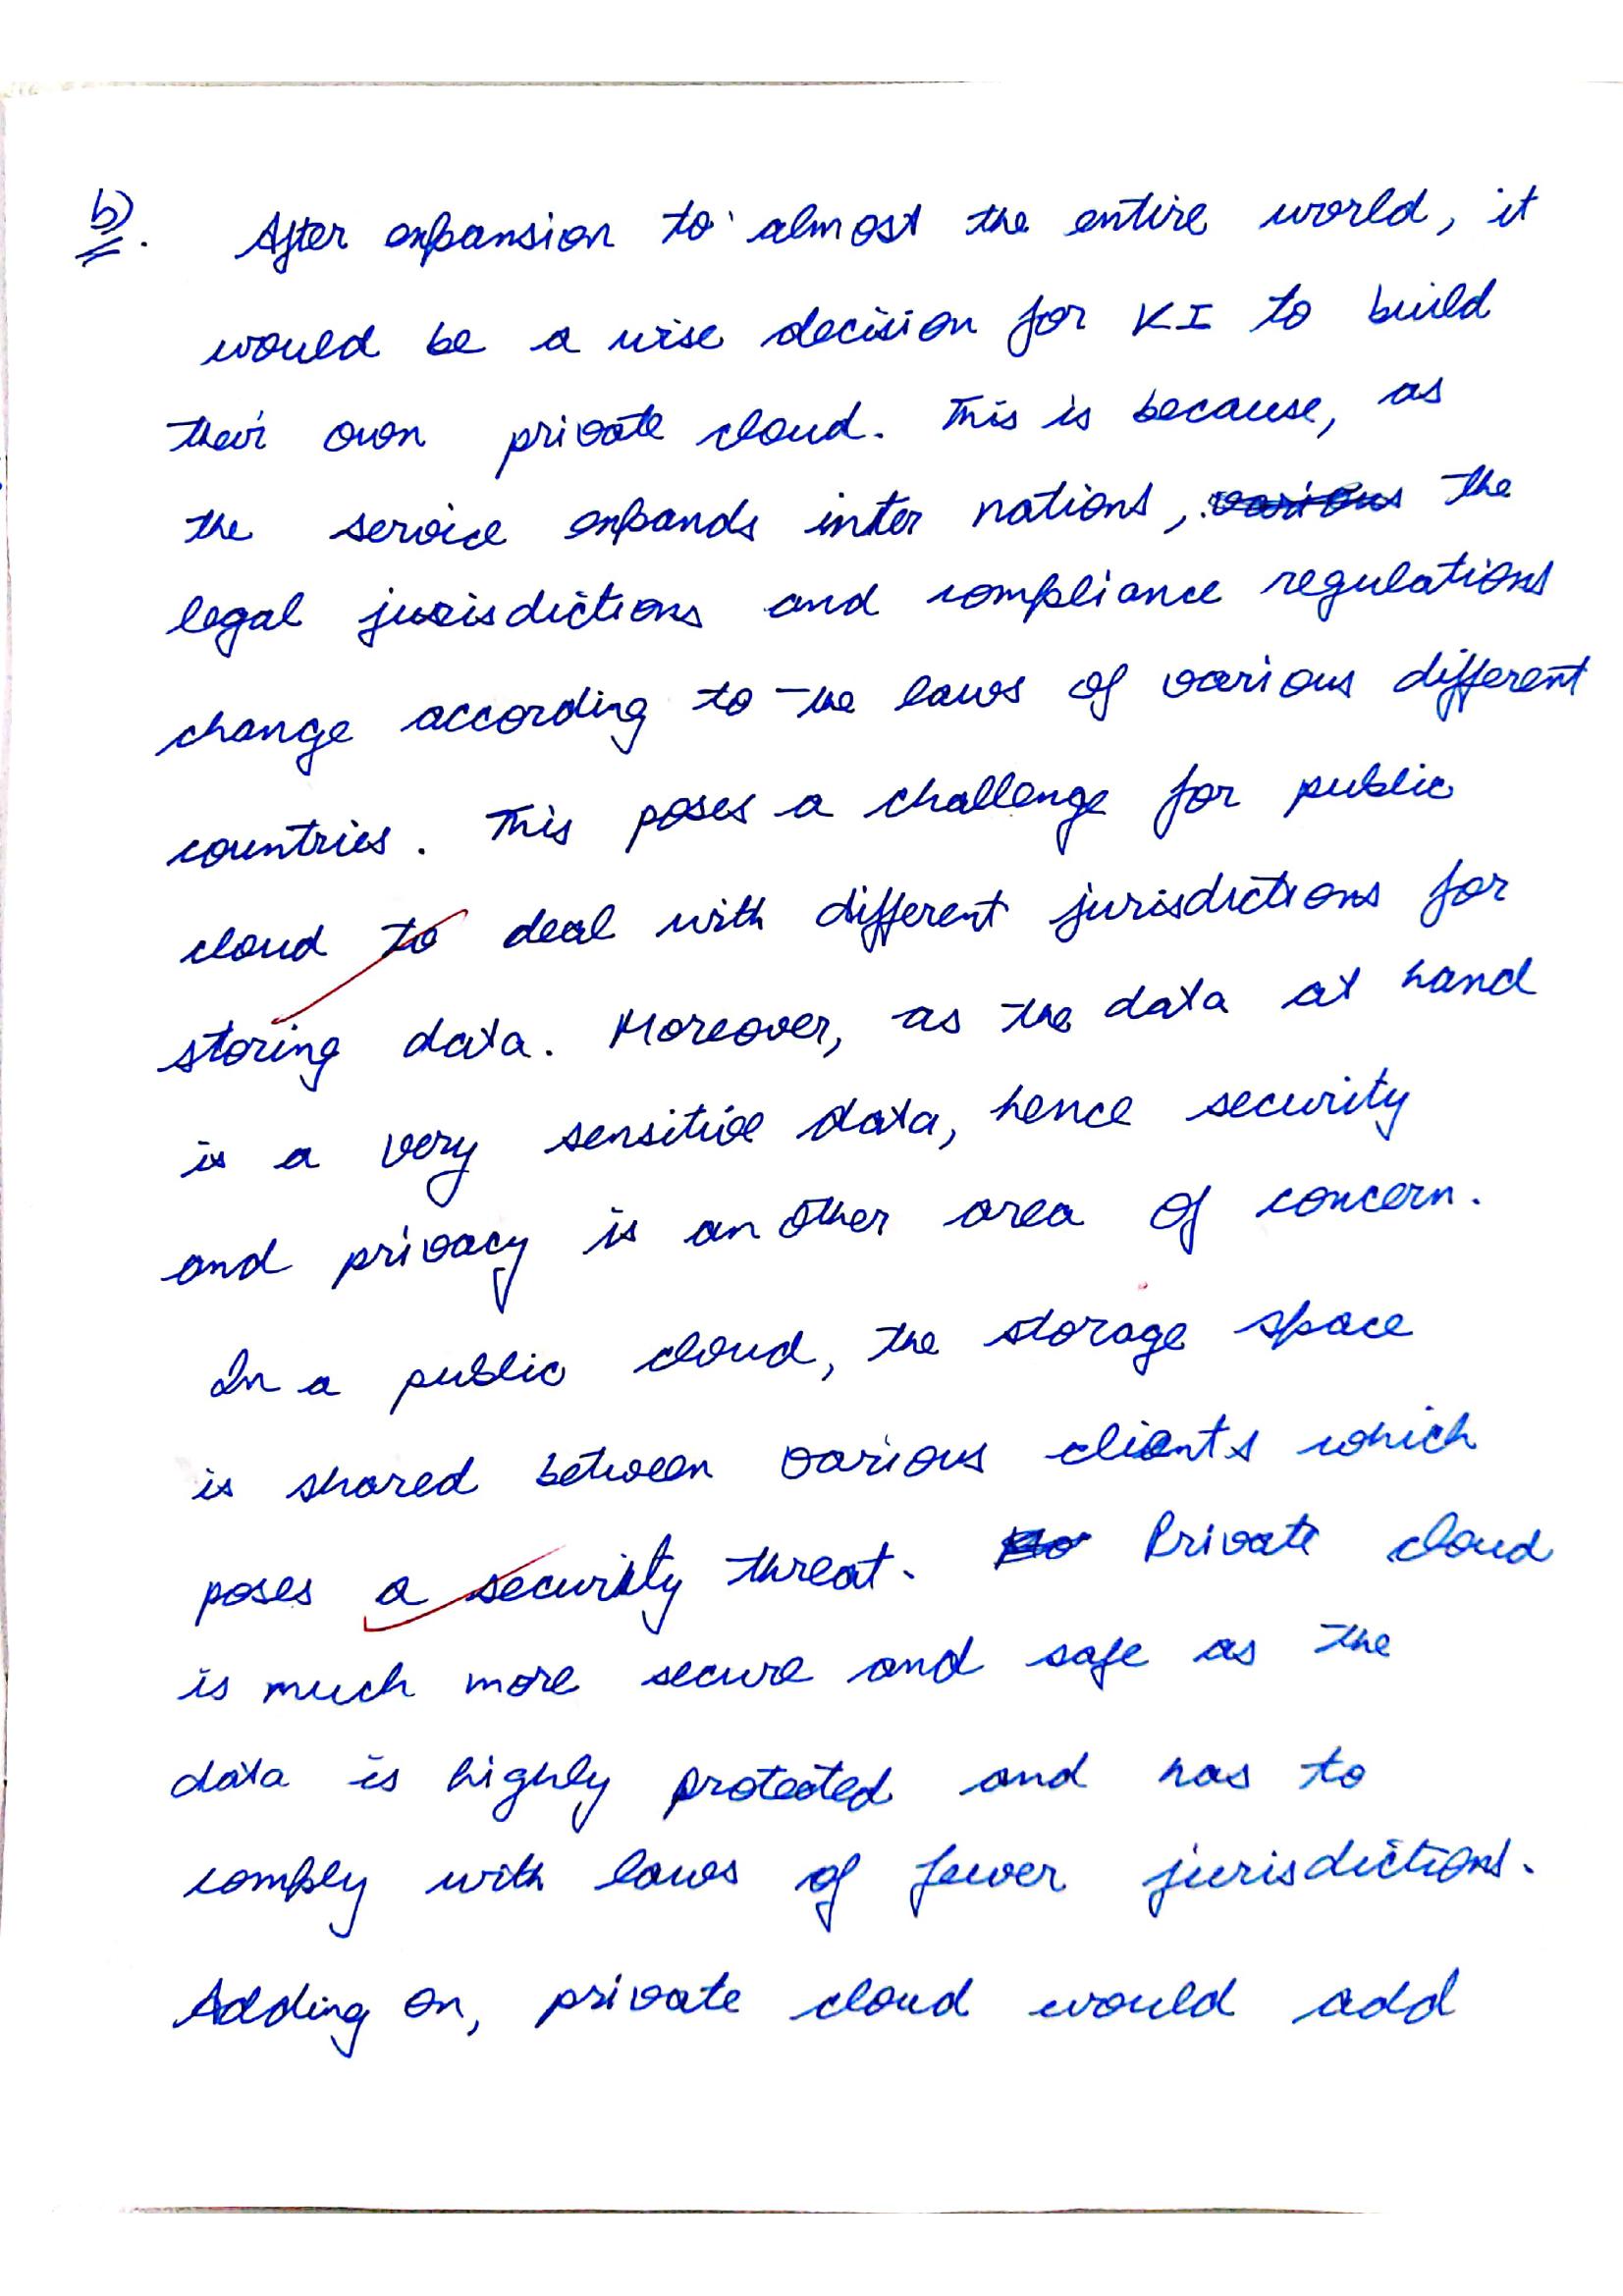 b).  After expansion to almost the entire world, it
would be a wise decision for KI to build
their own private cloud. This is because, as
the service expands inter nations, various the
legal jurisdictions and compliance regulations
change according to the laws of various different
countries. This poses a challenge for public
cloud to deal with different jurisdictions for
storing data. Moreover, as the data at hand
is a very sensitive data, hence security
and privacy is another area of concern.
In a public cloud, the storage space
is shared between various clients which
poses a security threat. Private cloud
is much more secure and safe as the
data is highly protected and has to
comply with laws of fewer jurisdictions.
Adding on, private cloud would add